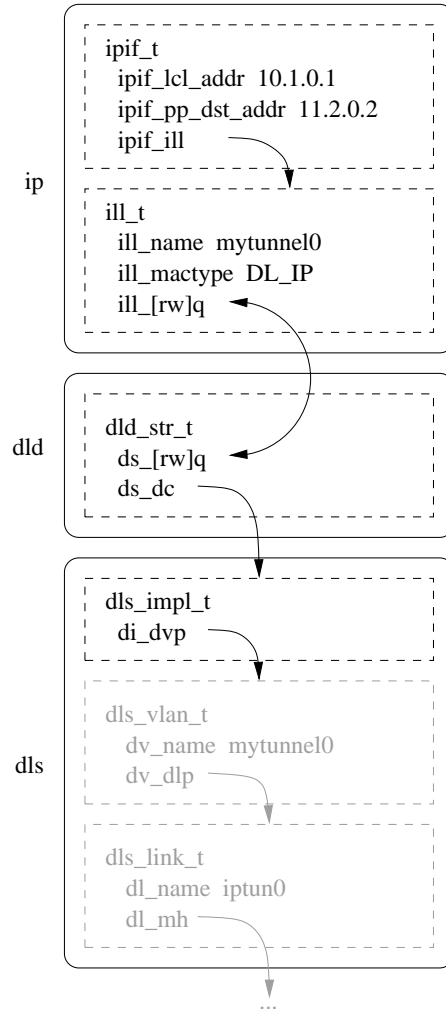 ipif_t
ipif_lcl_addr 10.1.0.1
ipif_pp_dst_addr 11.2.0.2
ipif_ill
ip
ill_t
ill_name mytunnel0
ill_mactype DL_IP
ill_[rw]q
dld
dld_str_t
ds_[rw]q
ds_dc
dls_impl_t
di_dvp
dls
dls_vlan_t
dv_name mytunnel0
dv_dlp
dls_link_t
dl_name iptun0
dl_mh
...